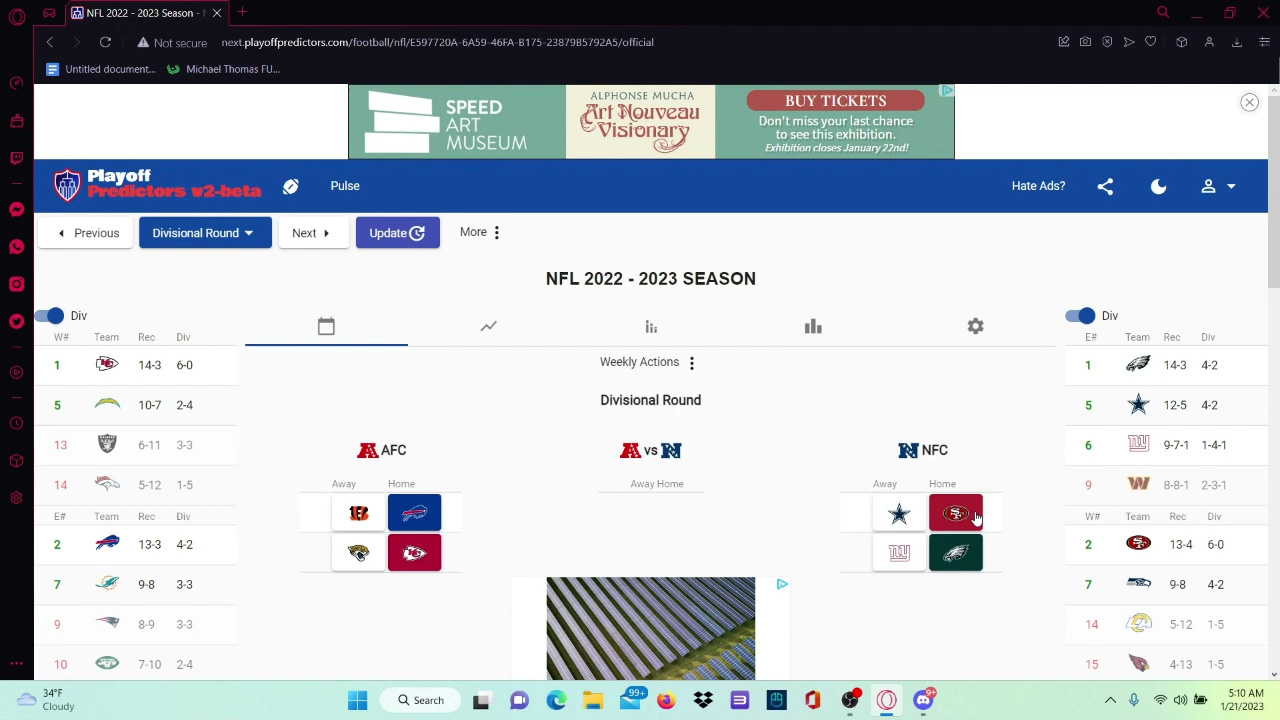 NFL 2022 - 2023 SEASON - N
Not secure
next.playoffpredictors.com/football/nfl/E597720A-6A59-46FA-B175-23879B5792A5/official
Untitled document...
Michael Thomas FU...
SPEED
ART
MUSEUM
ALPHONSE MUCHA
Art Nouveau
Visionary
BUY TICKETS
Don't miss your last chance
to see this exhibition.
Exhibition closes January 22nd!
Playoff
Predictors v2-beta
Pulse
Hate Ads?
Previous
Divisional Round
Next
Update
More
NFL 2022 - 2023 SEASON
Div
W# Team Rec Div
1 14-3 6-0
5 10-7 2-4
13 6-11 3-3
14 5-12 1-5
E# Team Rec Div
2 13-3 4-2
7 9-8 3-3
9 8-9 3-3
10 7-10 2-4
Weekly Actions
Divisional Round
AFC
Away Home
vs
Away Home
NFC
Away Home
Div
E# Team Rec Div
1 14-3 4-2
5 12-5 4-2
6 9-7-1 1-4-1
9 8-8-1 2-3-1
W# Team Rec Div
2 13-4 6-0
7 9-8 4-2
14 5-12 1-5
15 4-13 1-5
34°F
Cloudy
Search
99+
9+
5:10 AM
1/21/2023